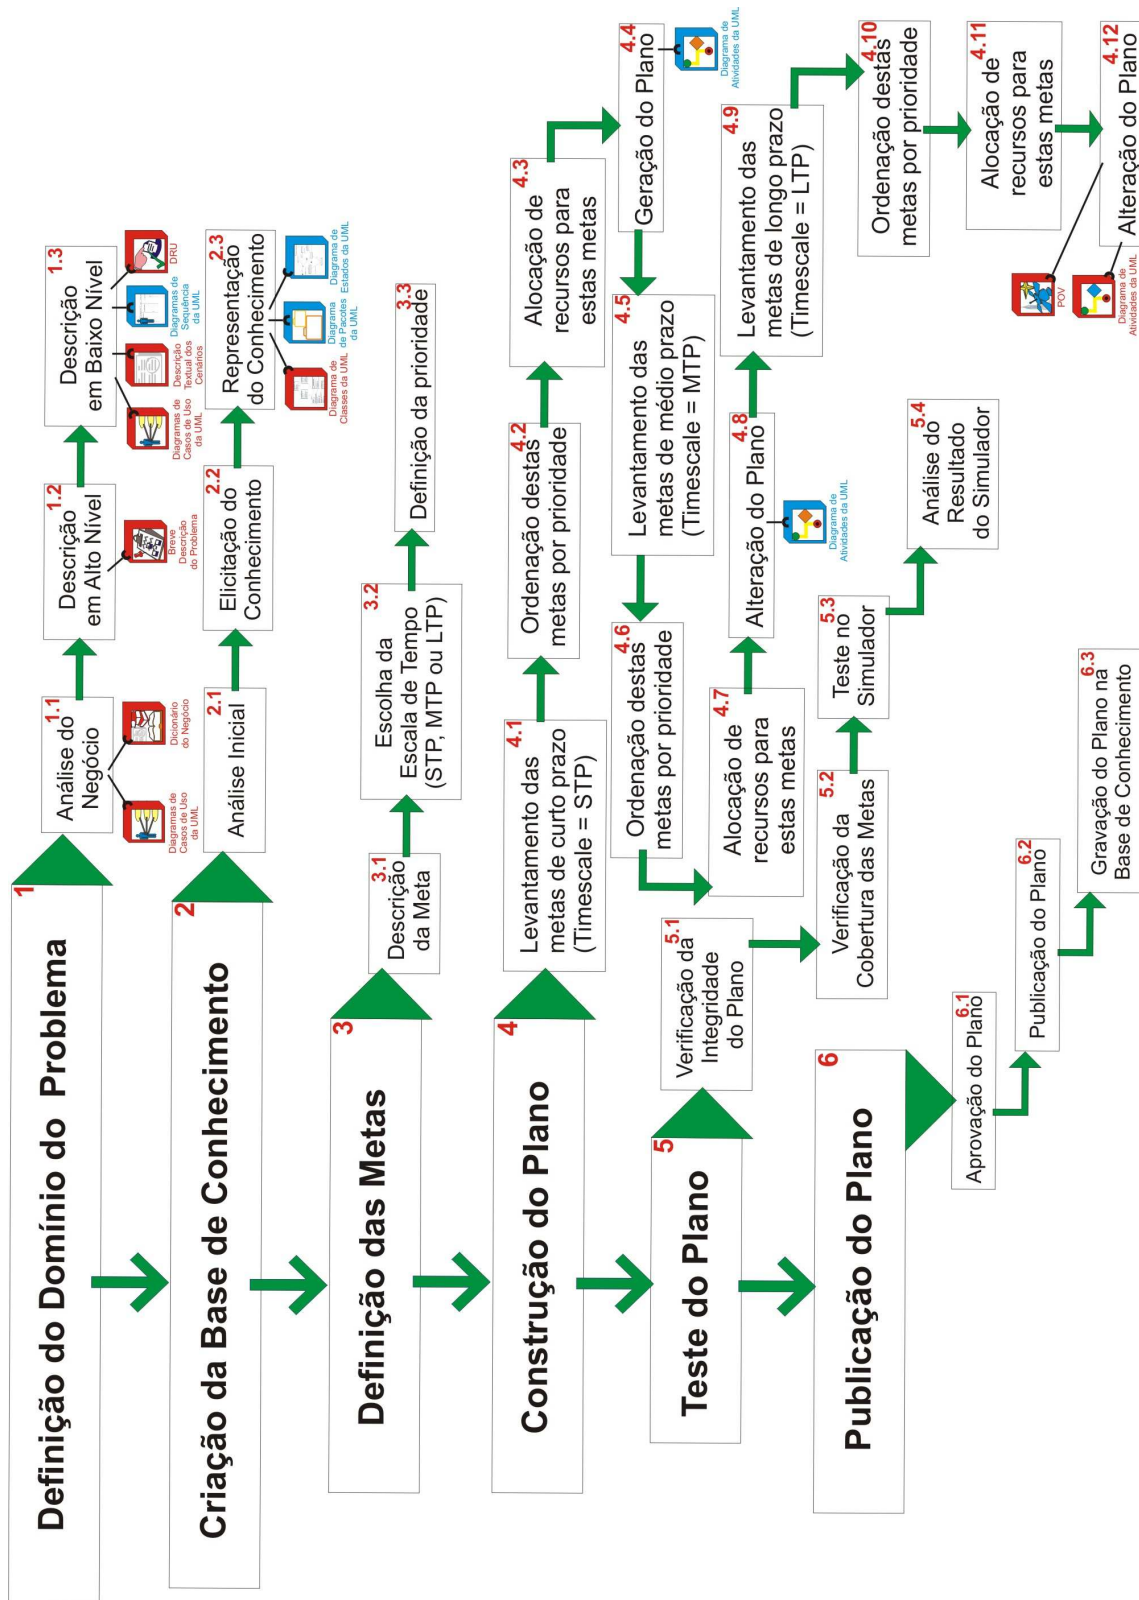 1
Definição do Domínio do Problema
1.1
Análise do
Negócio
Diagramas de
Casos de Uso
da UML
Dicionário
do Negócio
1.2
Descrição
em Alto Nível
Breve
Descrição
do Problema
1.3
Descrição
em Baixo Nível
Diagramas de
Casos de Uso
da UML
Descrição
Textual dos
Cenários
Diagramas de
Sequência
da UML
DRU
2
Criação da Base de Conhecimento
2.1
Análise Inicial
2.2
Elicitação do
Conhecimento
2.3
Representação
do Conhecimento
Diagrama de
Classes da UML
Diagrama
de Pacotes
da UML
Diagrama de
Estados da UML
3
Definição das Metas
3.1
Descrição
da Meta
3.2
Escolha da
Escala de Tempo
(STP, MTP ou LTP)
3.3
Definição da prioridade
4
Construção do Plano
4.1
Levantamento das
metas de curto prazo
(Timescale = STP)
4.2
Ordenação destas
metas por prioridade
4.3
Alocação de
recursos para
estas metas
4.4
Geração do Plano
Diagrama de
Atividades da UML
4.5
Levantamento das
metas de médio prazo
(Timescale = MTP)
4.6
Ordenação destas
metas por prioridade
4.7
Alocação de
recursos para
estas metas
4.8
Alteração do Plano
Diagrama de
Atividades da UML
4.9
Levantamento das
metas de longo prazo
(Timescale = LTP)
4.10
Ordenação destas
metas por prioridade
4.11
Alocação de
recursos para
estas metas
4.12
Alteração do Plano
POV
Diagrama de
Atividades da UML
5
Teste do Plano
5.1
Verificação da
Integridade
do Plano
5.2
Verificação da
Cobertura das Metas
5.3
Teste no
Simulador
5.4
Análise do
Resultado
do Simulador
6
Publicação do Plano
6.1
Aprovação do Plano
6.2
Publicação do Plano
6.3
Gravação do Plano na
Base de Conhecimento